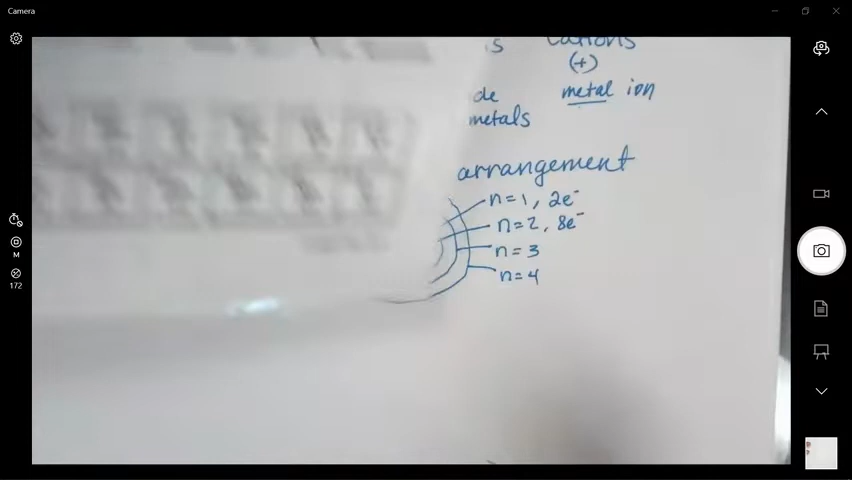 Camera
cations
(+)
metal ion
metals
arrangement
n=1, 2e⁻
n=2, 8e⁻
n=3
n=4
M
172